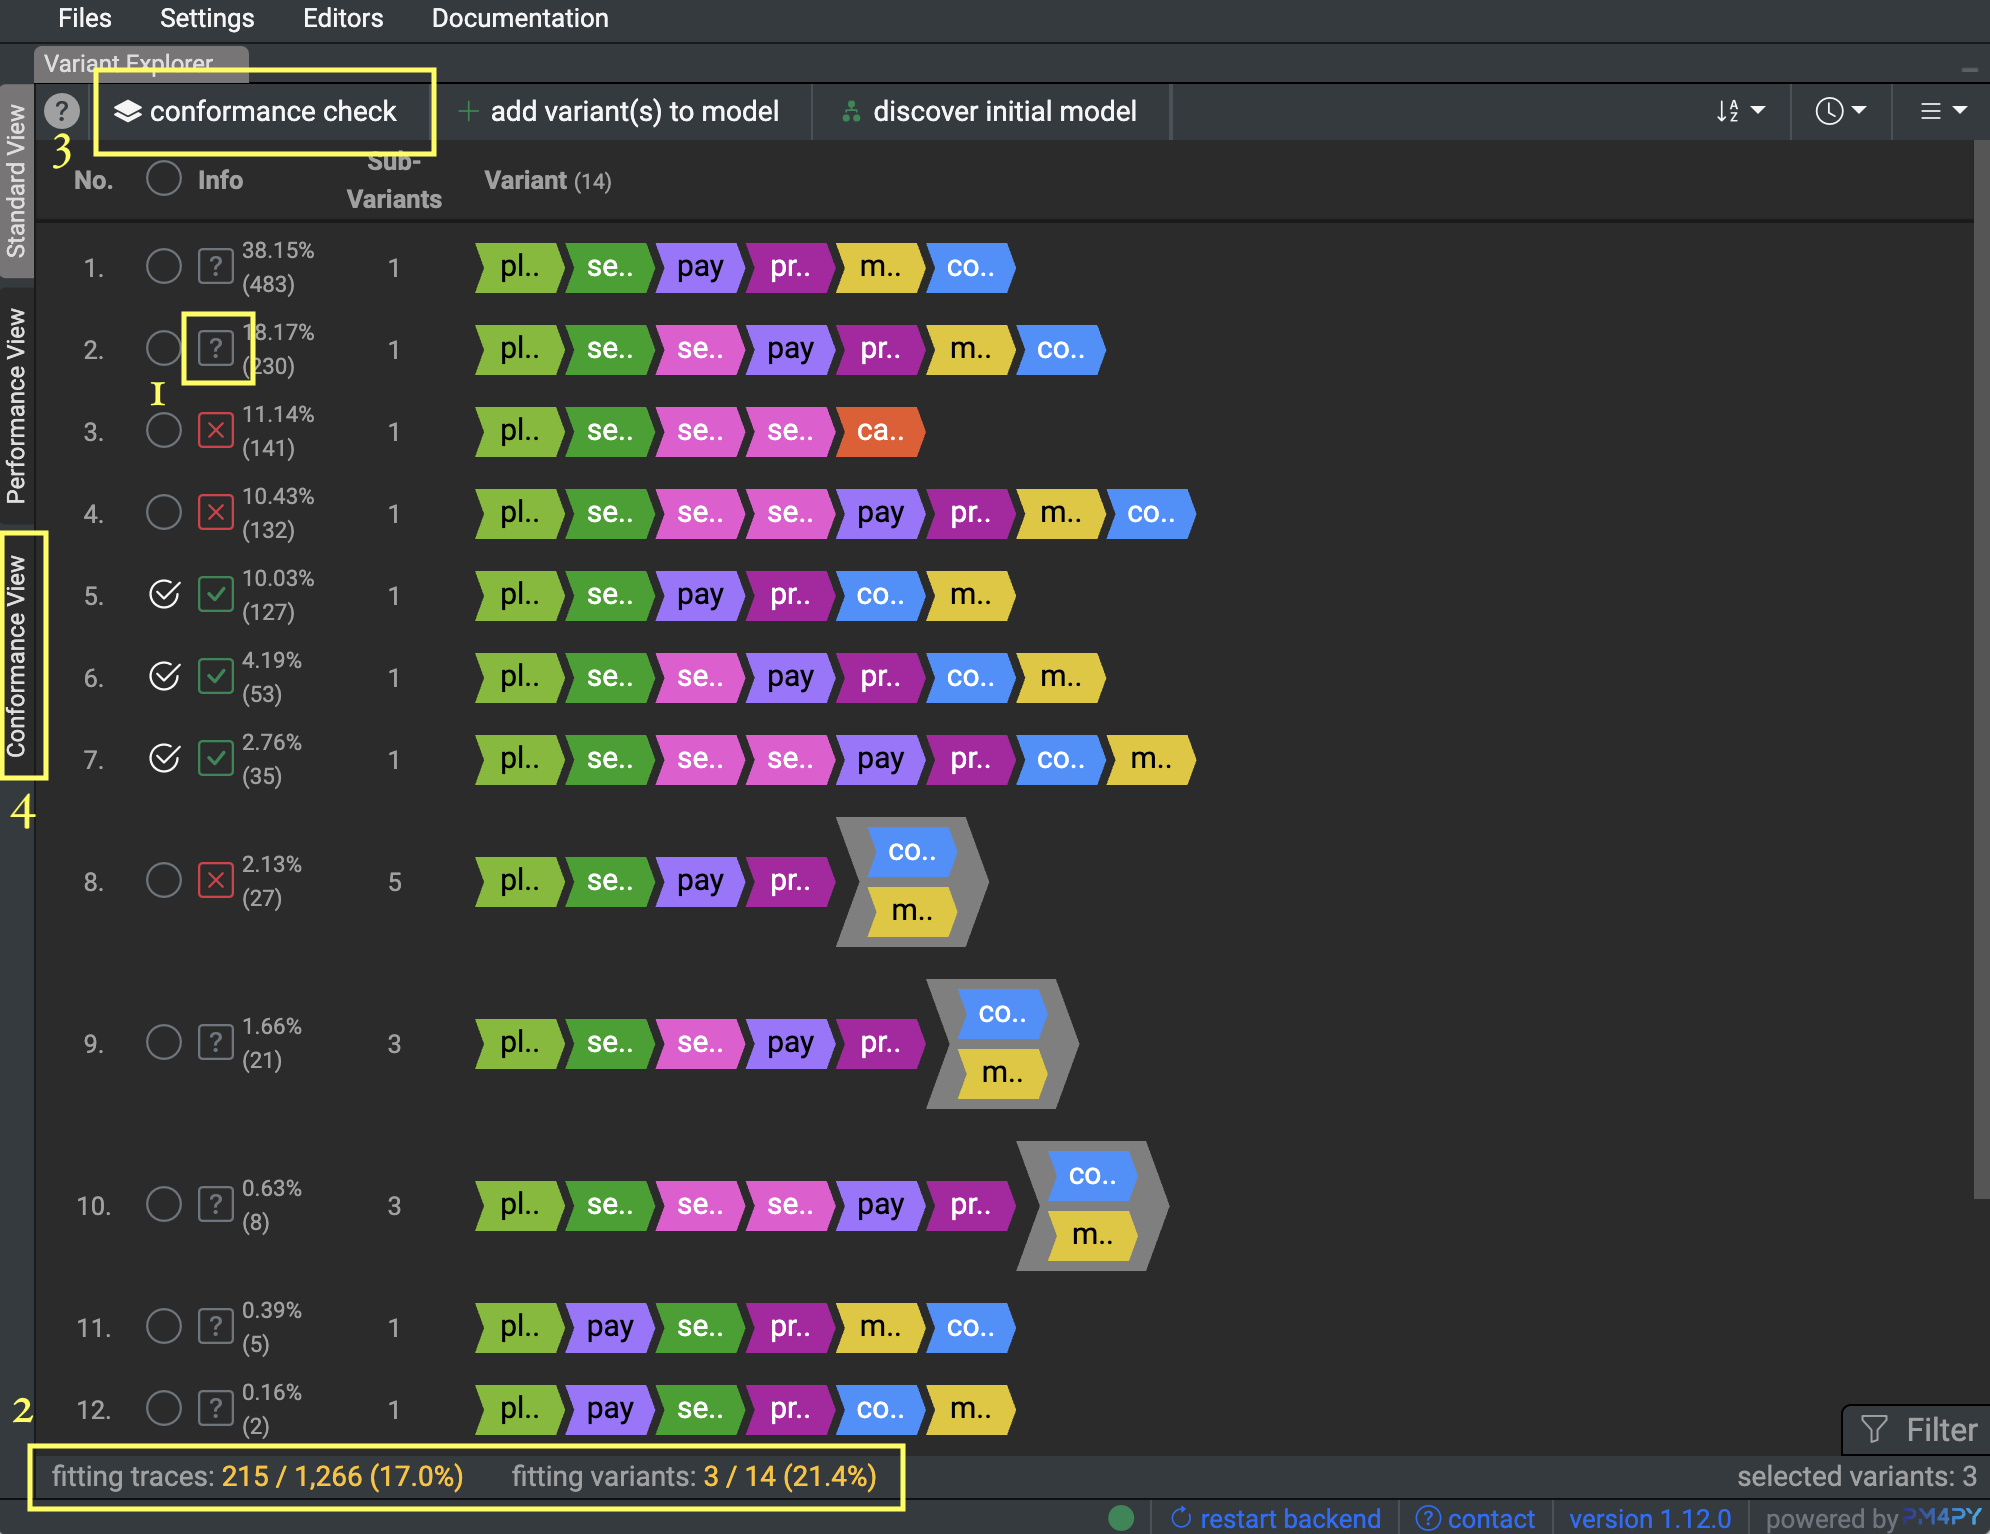 Files Settings Editors Documentation
Variant Explorer
? conformance check + add variant(s) to model discover initial model
3
No. Info Sub-Variants Variant (14)
Standard View
Performance View
Conformance View
4
1. ? 38.15% (483) 1 pl.. se.. pay pr.. m.. co..
2. ? 18.17% (230) 1 pl.. se.. se.. pay pr.. m.. co..
1
3. 11.14% (141) 1 pl.. se.. se.. se.. ca..
4. 10.43% (132) 1 pl.. se.. se.. se.. pay pr.. m.. co..
5. 10.03% (127) 1 pl.. se.. pay pr.. co.. m..
6. 4.19% (53) 1 pl.. se.. se.. pay pr.. co.. m..
7. 2.76% (35) 1 pl.. se.. se.. se.. pay pr.. co.. m..
8. 2.13% (27) 5 pl.. se.. pay pr.. co.. m..
9. ? 1.66% (21) 3 pl.. se.. se.. pay pr.. co.. m..
10. ? 0.63% (8) 3 pl.. se.. se.. se.. pay pr.. co.. m..
11. ? 0.39% (5) 1 pl.. pay se.. pr.. m.. co..
12. ? 0.16% (2) 1 pl.. pay se.. pr.. co.. m..
2
Filter
fitting traces: 215 / 1,266 (17.0%) fitting variants: 3 / 14 (21.4%) selected variants: 3
restart backend ? contact version 1.12.0 powered by PM4PY